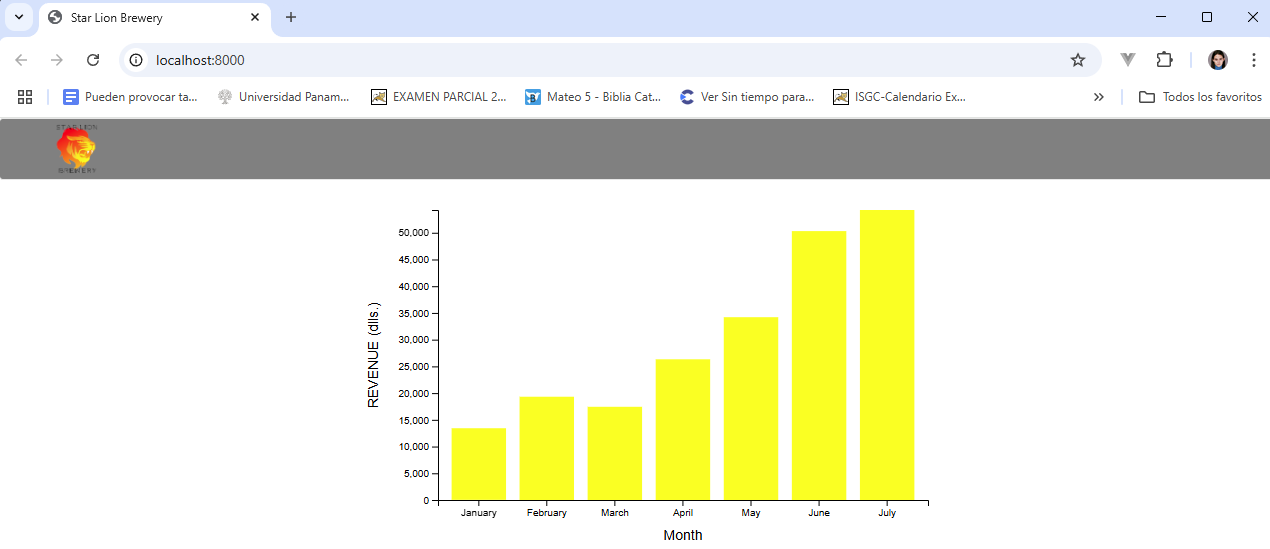 Star Lion Brewery
localhost:8000
Pueden provocar ta...
Universidad Panam...
EXAMEN PARCIAL 2...
Mateo 5 - Biblia Cat...
Ver Sin tiempo para...
ISGC-Calendario Ex...
Todos los favoritos
STAR LION
BREWERY
50,000
45,000
40,000
35,000
30,000
25,000
20,000
15,000
10,000
5,000
0
REVENUE (dlls.)
January February March April May June July
Month